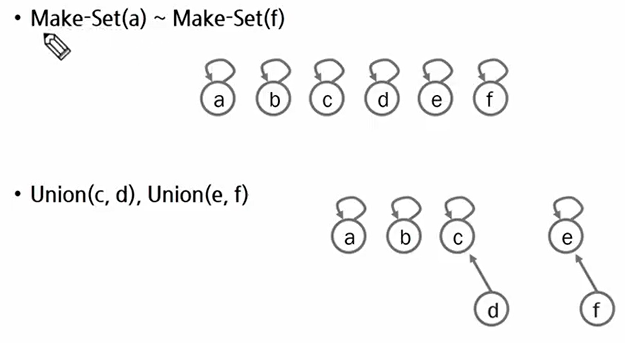 • Make-Set(a) ~ Make-Set(f)
a b c d e f
• Union(c, d), Union(e, f)
a b c e
d f